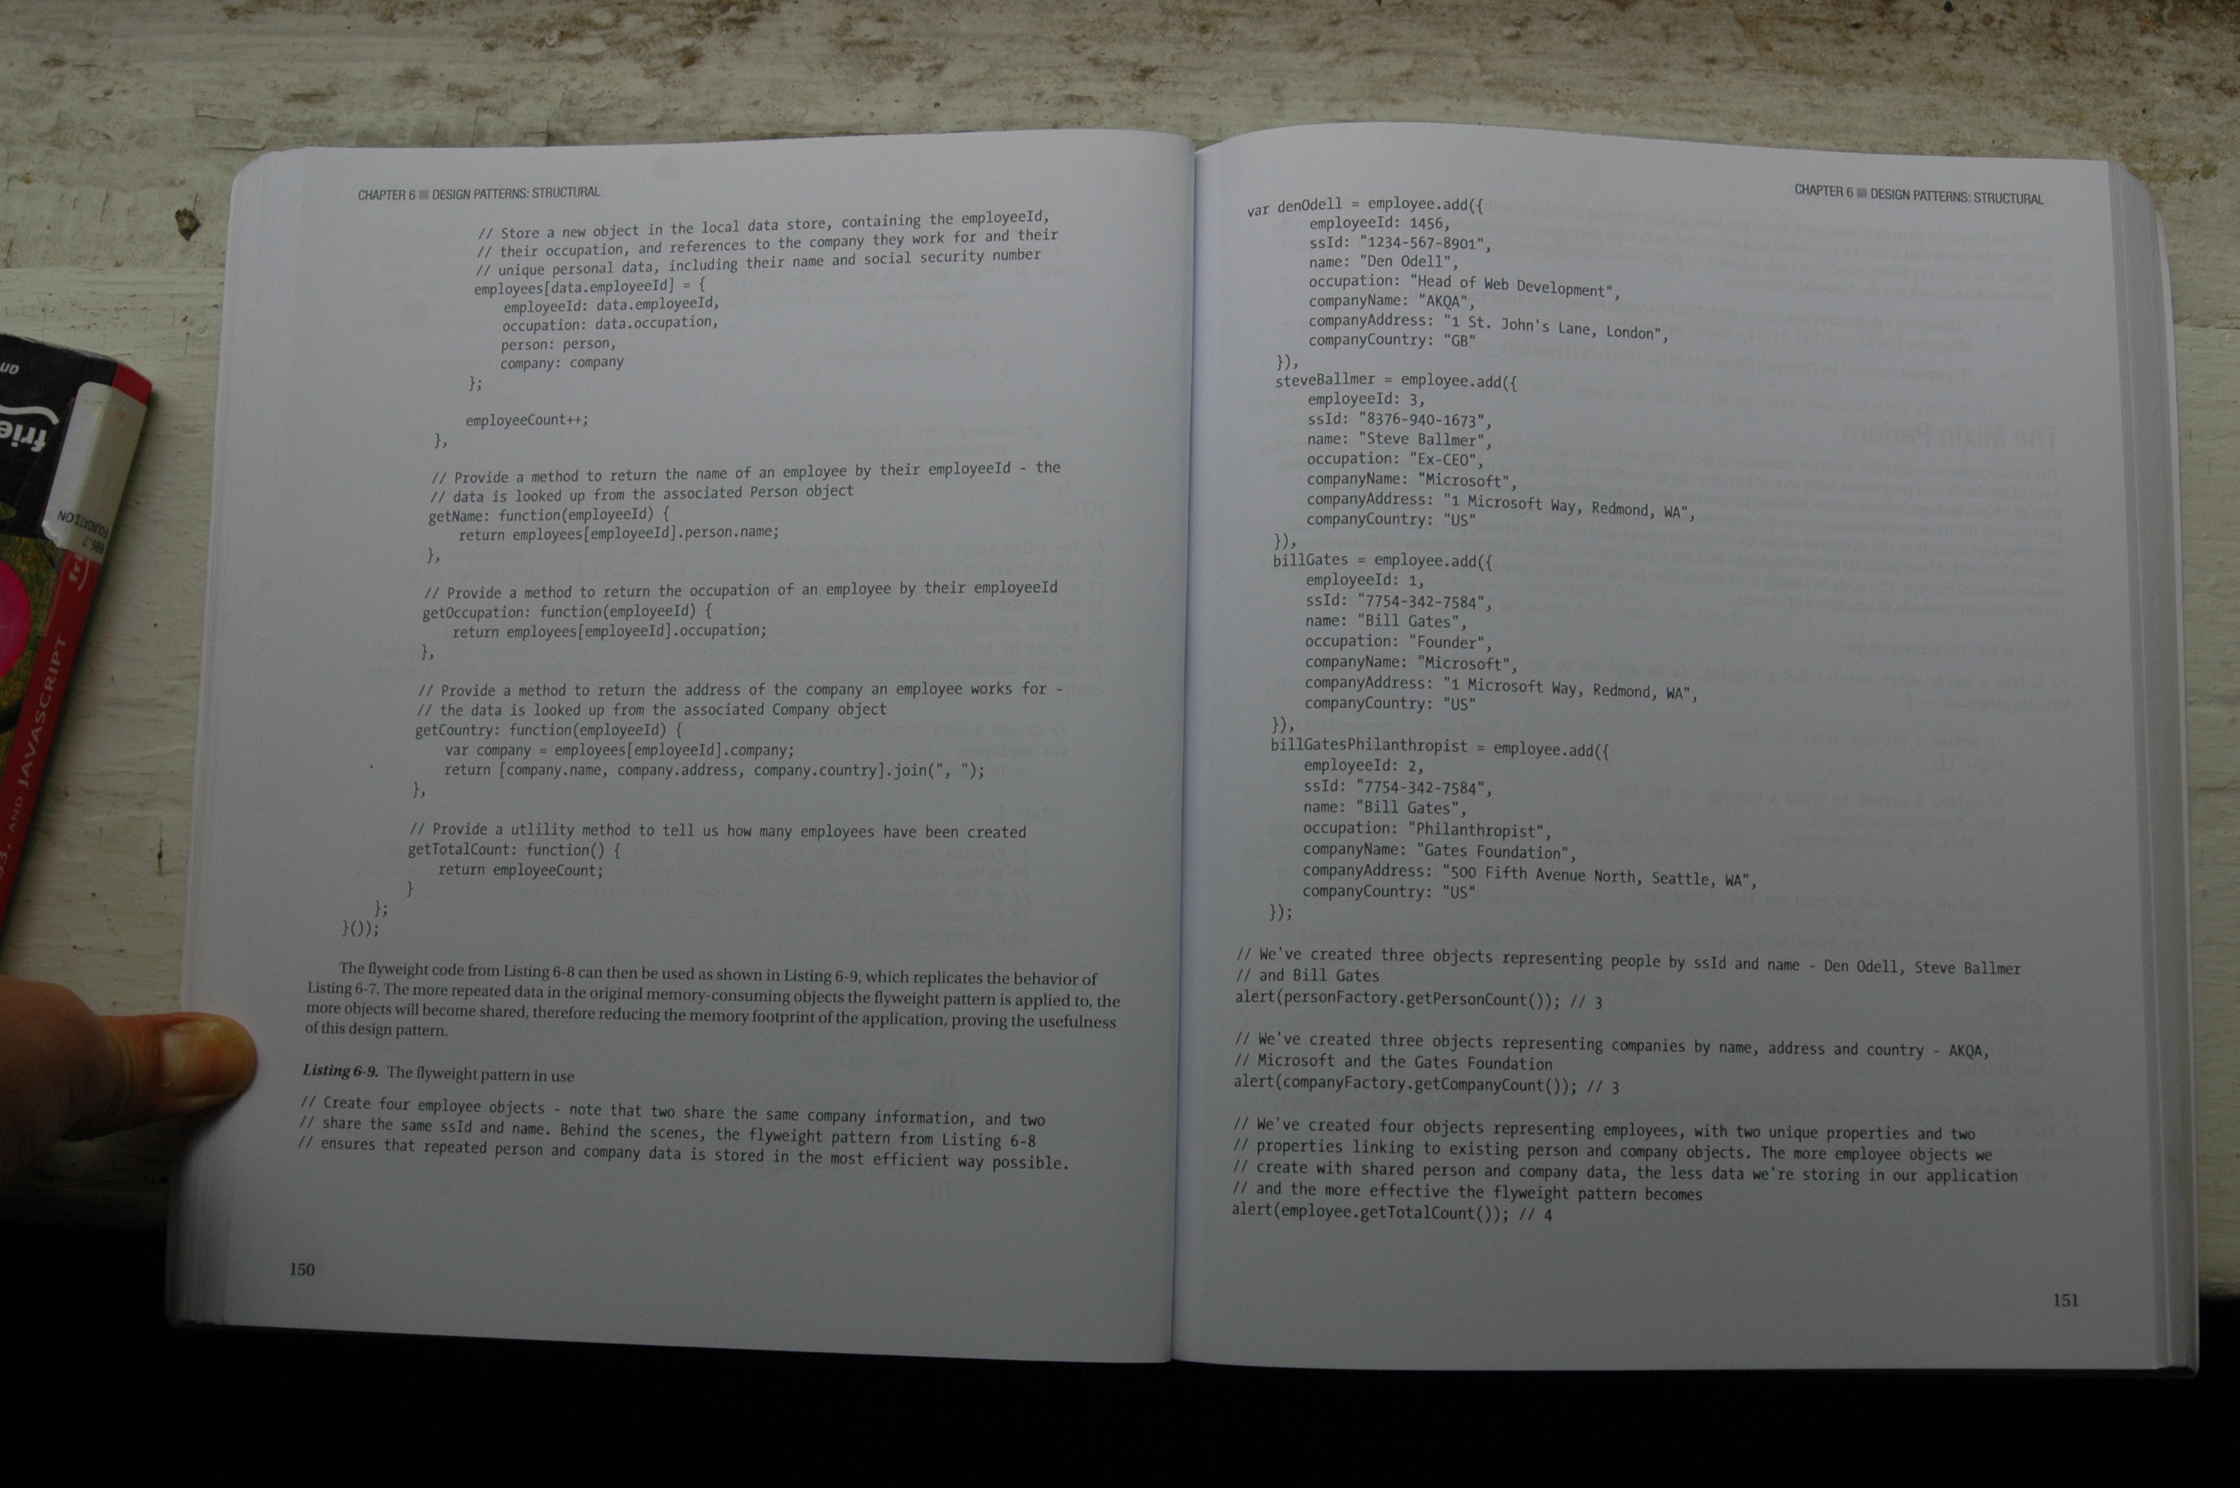 CHAPTER 6 ■ DESIGN PATTERNS: STRUCTURAL
// Store a new object in the local data store, containing the employeeId,
// their occupation, and references to the company they work for and their
// unique personal data, including their name and social security number
employees[data.employeeId] = {
employeeId: data.employeeId,
occupation: data.occupation,
person: person,
company: company
};
employeeCount++;
},
// Provide a method to return the name of an employee by their employeeId - the
// data is looked up from the associated Person object
getName: function(employeeId) {
return employees[employeeId].person.name;
},
// Provide a method to return the occupation of an employee by their employeeId
getOccupation: function(employeeId) {
return employees[employeeId].occupation;
},
// Provide a method to return the address of the company an employee works for -
// the data is looked up from the associated Company object
getCountry: function(employeeId) {
var company = employees[employeeId].company;
return [company.name, company.address, company.country].join(", ");
},
// Provide a utlility method to tell us how many employees have been created
getTotalCount: function() {
return employeeCount;
}
};
}());
The flyweight code from Listing 6-8 can then be used as shown in Listing 6-9, which replicates the behavior of
Listing 6-7. The more repeated data in the original memory-consuming objects the flyweight pattern is applied to, the
more objects will become shared, therefore reducing the memory footprint of the application, proving the usefulness
of this design pattern.
Listing 6-9. The flyweight pattern in use
// Create four employee objects - note that two share the same company information, and two
// share the same ssId and name. Behind the scenes, the flyweight pattern from Listing 6-8
// ensures that repeated person and company data is stored in the most efficient way possible.
150
CHAPTER 6 ■ DESIGN PATTERNS: STRUCTURAL
var denOdell = employee.add({
employeeId: 1456,
ssId: "1234-567-8901",
name: "Den Odell",
occupation: "Head of Web Development",
companyName: "AKQA",
companyAddress: "1 St. John's Lane, London",
companyCountry: "GB"
}),
steveBallmer = employee.add({
employeeId: 3,
ssId: "8376-940-1673",
name: "Steve Ballmer",
occupation: "Ex-CEO",
companyName: "Microsoft",
companyAddress: "1 Microsoft Way, Redmond, WA",
companyCountry: "US"
}),
billGates = employee.add({
employeeId: 1,
ssId: "7754-342-7584",
name: "Bill Gates",
occupation: "Founder",
companyName: "Microsoft",
companyAddress: "1 Microsoft Way, Redmond, WA",
companyCountry: "US"
}),
billGatesPhilanthropist = employee.add({
employeeId: 2,
ssId: "7754-342-7584",
name: "Bill Gates",
occupation: "Philanthropist",
companyName: "Gates Foundation",
companyAddress: "500 Fifth Avenue North, Seattle, WA",
companyCountry: "US"
});
// We've created three objects representing people by ssId and name - Den Odell, Steve Ballmer
// and Bill Gates
alert(personFactory.getPersonCount()); // 3
// We've created three objects representing companies by name, address and country - AKQA,
// Microsoft and the Gates Foundation
alert(companyFactory.getCompanyCount()); // 3
// We've created four objects representing employees, with two unique properties and two
// properties linking to existing person and company objects. The more employee objects we
// create with shared person and company data, the less data we're storing in our application
// and the more effective the flyweight pattern becomes
alert(employee.getTotalCount()); // 4
151
AND JAVASCRIPT
FOUNDATION
frie